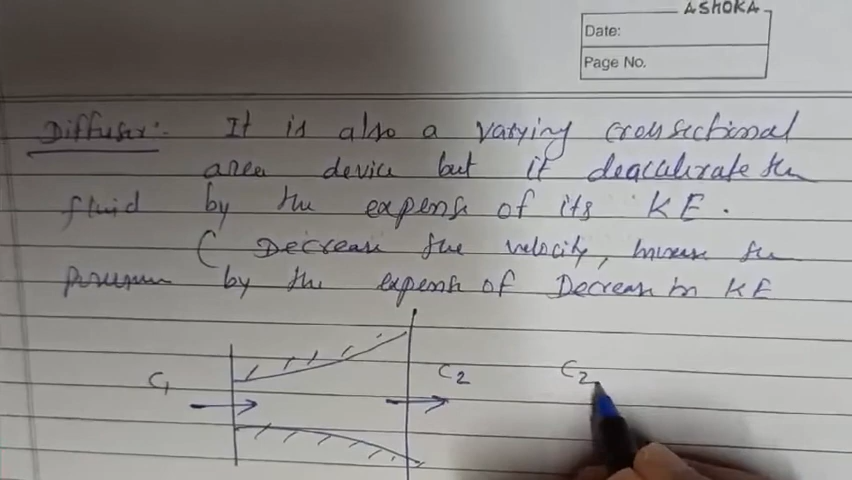 ASHOKA
Date:
Page No.
Diffuser:- It is also a varying crossectional
area device but it deaccelerate the
fluid by the expense of its KE.
( Decrease the velocity, Increase the
pressure by the expense of Decrease in KE
C1 C2 C2